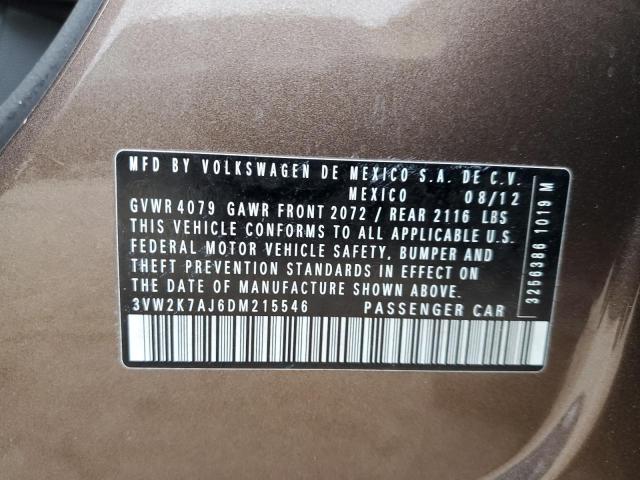 MFD BY VOLKSWAGEN DE MEXICO S.A. DE C.V.
MEXICO 08/12
GVWR 4079 GAWR FRONT 2072 / REAR 2116 LBS
THIS VEHICLE CONFORMS TO ALL APPLICABLE U.S.
FEDERAL MOTOR VEHICLE SAFETY, BUMPER AND
THEFT PREVENTION STANDARDS IN EFFECT ON
THE DATE OF MANUFACTURE SHOWN ABOVE.
3VW2K7AJ6DM215546 PASSENGER CAR
3256386 1019 M